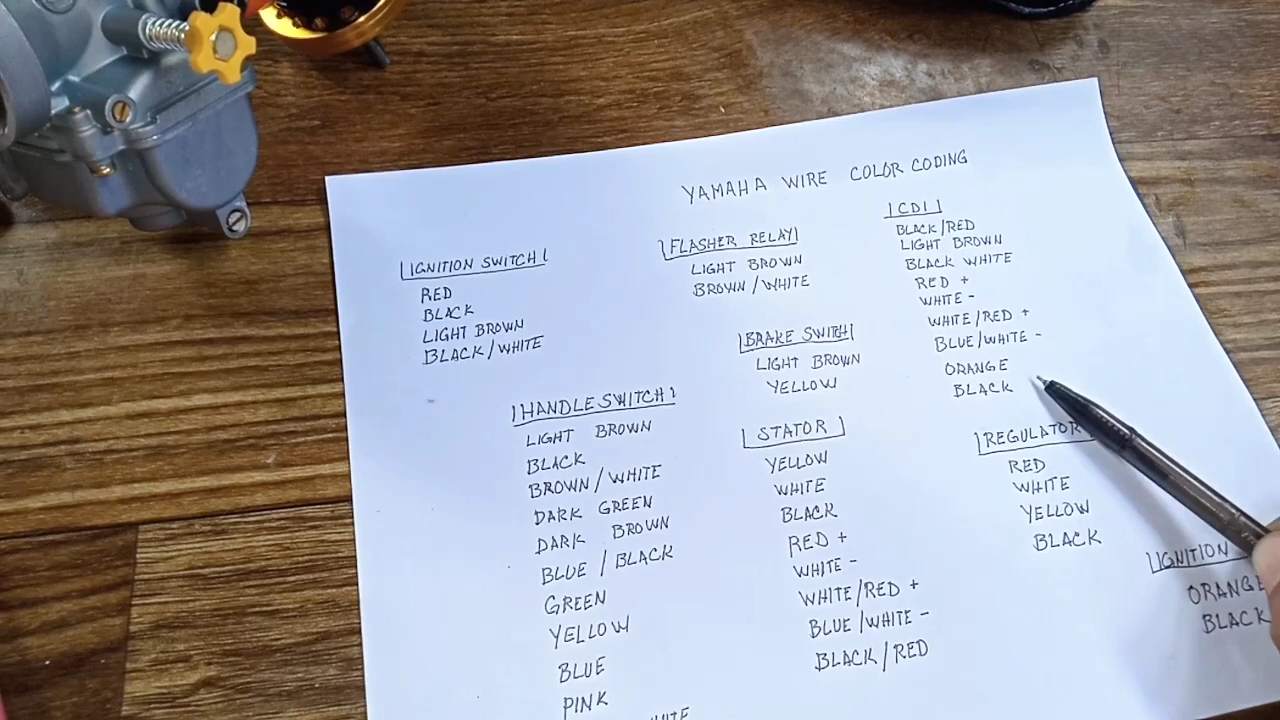 YAMAHA WIRE COLOR CODING
IGNITION SWITCH
RED
BLACK
LIGHT BROWN
BLACK/WHITE
FLASHER RELAY
LIGHT BROWN
BROWN/WHITE
CDI
BLACK/RED
LIGHT BROWN
BLACK WHITE
RED +
WHITE -
WHITE/RED +
BLUE/WHITE -
ORANGE
BLACK
BRAKE SWITCH
LIGHT BROWN
YELLOW
HANDLE SWITCH
LIGHT BROWN
BLACK
BROWN/WHITE
DARK GREEN
DARK BROWN
BLUE / BLACK
GREEN
YELLOW
BLUE
PINK
STATOR
YELLOW
WHITE
BLACK
RED +
WHITE -
WHITE/RED +
BLUE/WHITE -
BLACK/RED
REGULATOR
RED
WHITE
YELLOW
BLACK
IGNITION
ORANGE
BLACK